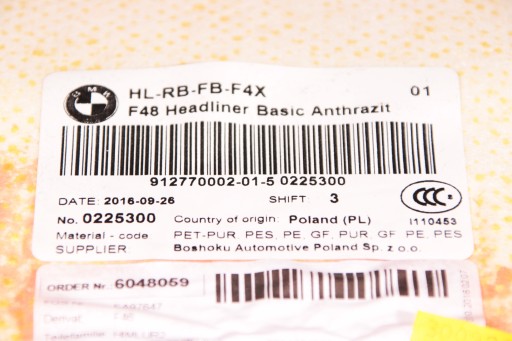 BMW
HL-RB-FB-F4X 01
F48 Headliner Basic Anthrazit
912770002-01-5 0225300
DATE: 2016-09-26 SHIFT 3
No. 0225300 Country of origin: Poland (PL) I110453
Material - code PET-PUR PES, PE, GF, PUR, GF, PE, PES
SUPPLIER Boshoku Automotive Poland Sp. z o.o.
ORDER Nr 6048059